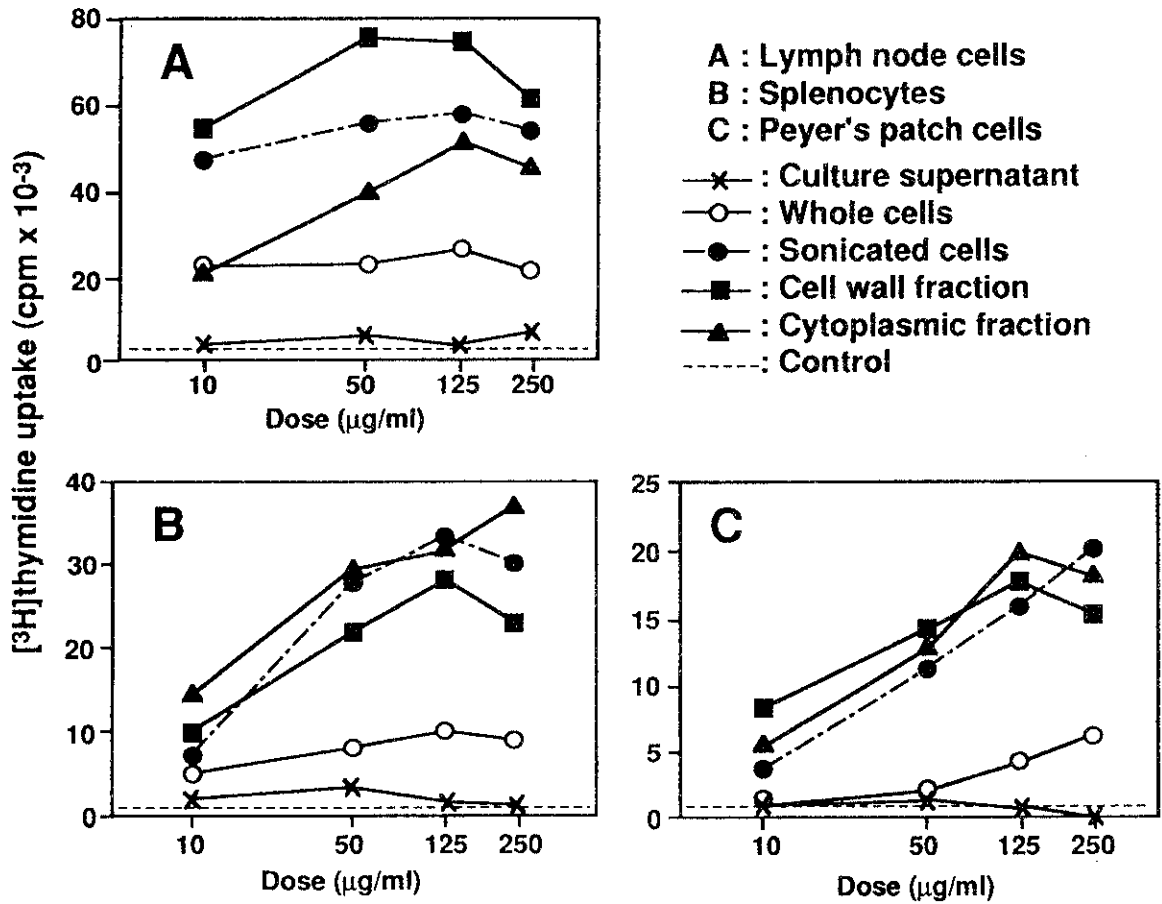 [³H]thymidine uptake (cpm x 10⁻³)
A
80
60
40
20
0
10 50 125 250
Dose (µg/ml)
A : Lymph node cells
B : Splenocytes
C : Peyer's patch cells
: Culture supernatant
: Whole cells
: Sonicated cells
: Cell wall fraction
: Cytoplasmic fraction
: Control
B
40
30
20
10
0
10 50 125 250
Dose (µg/ml)
C
25
20
15
10
5
0
10 50 125 250
Dose (µg/ml)